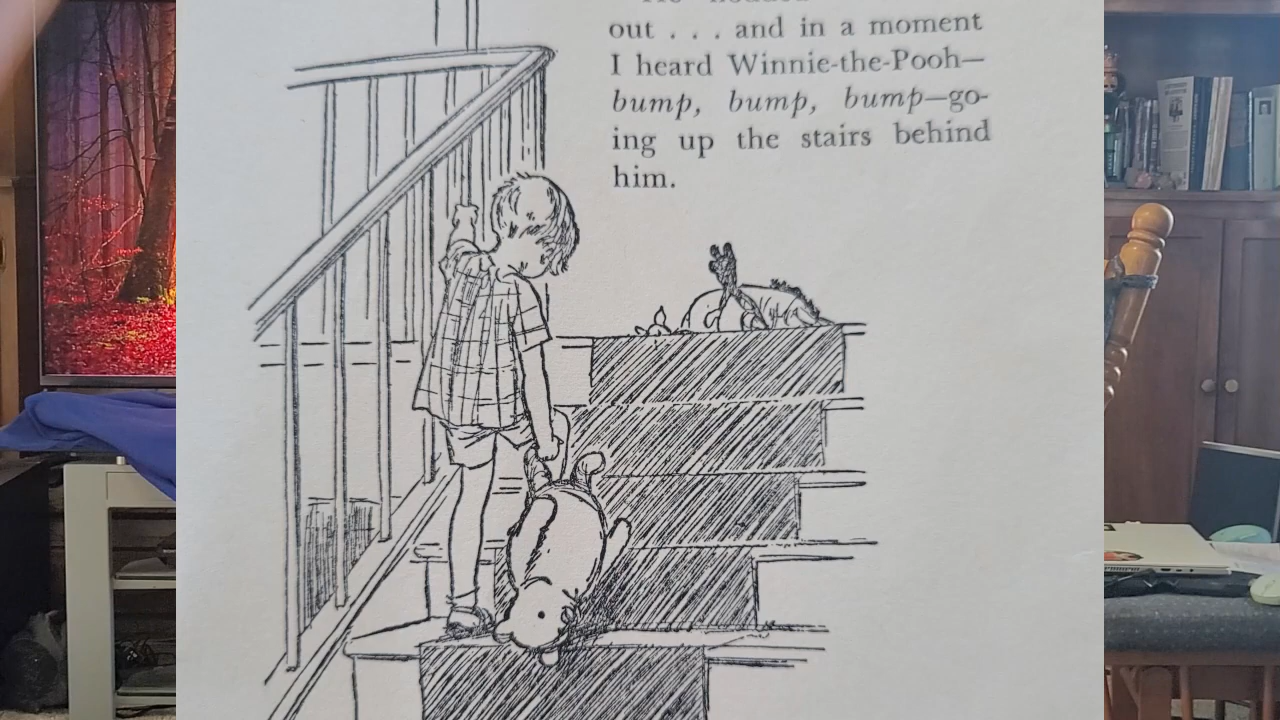 out . . . and in a moment
I heard Winnie-the-Pooh—
bump, bump, bump—go-
ing up the stairs behind
him.